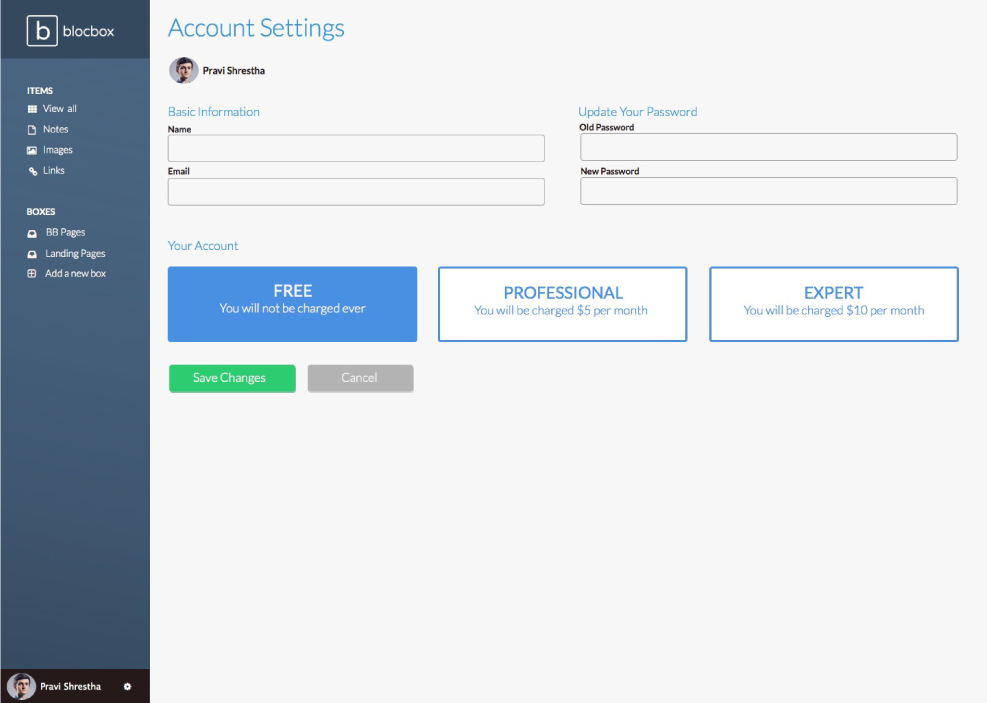 b blocbox
ITEMS
View all
Notes
Images
Links
BOXES
BB Pages
Landing Pages
Add a new box
Pravi Shrestha
Account Settings
Pravi Shrestha
Basic Information
Name
Email
Update Your Password
Old Password
New Password
Your Account
FREE
You will not be charged ever
PROFESSIONAL
You will be charged $5 per month
EXPERT
You will be charged $10 per month
Save Changes
Cancel